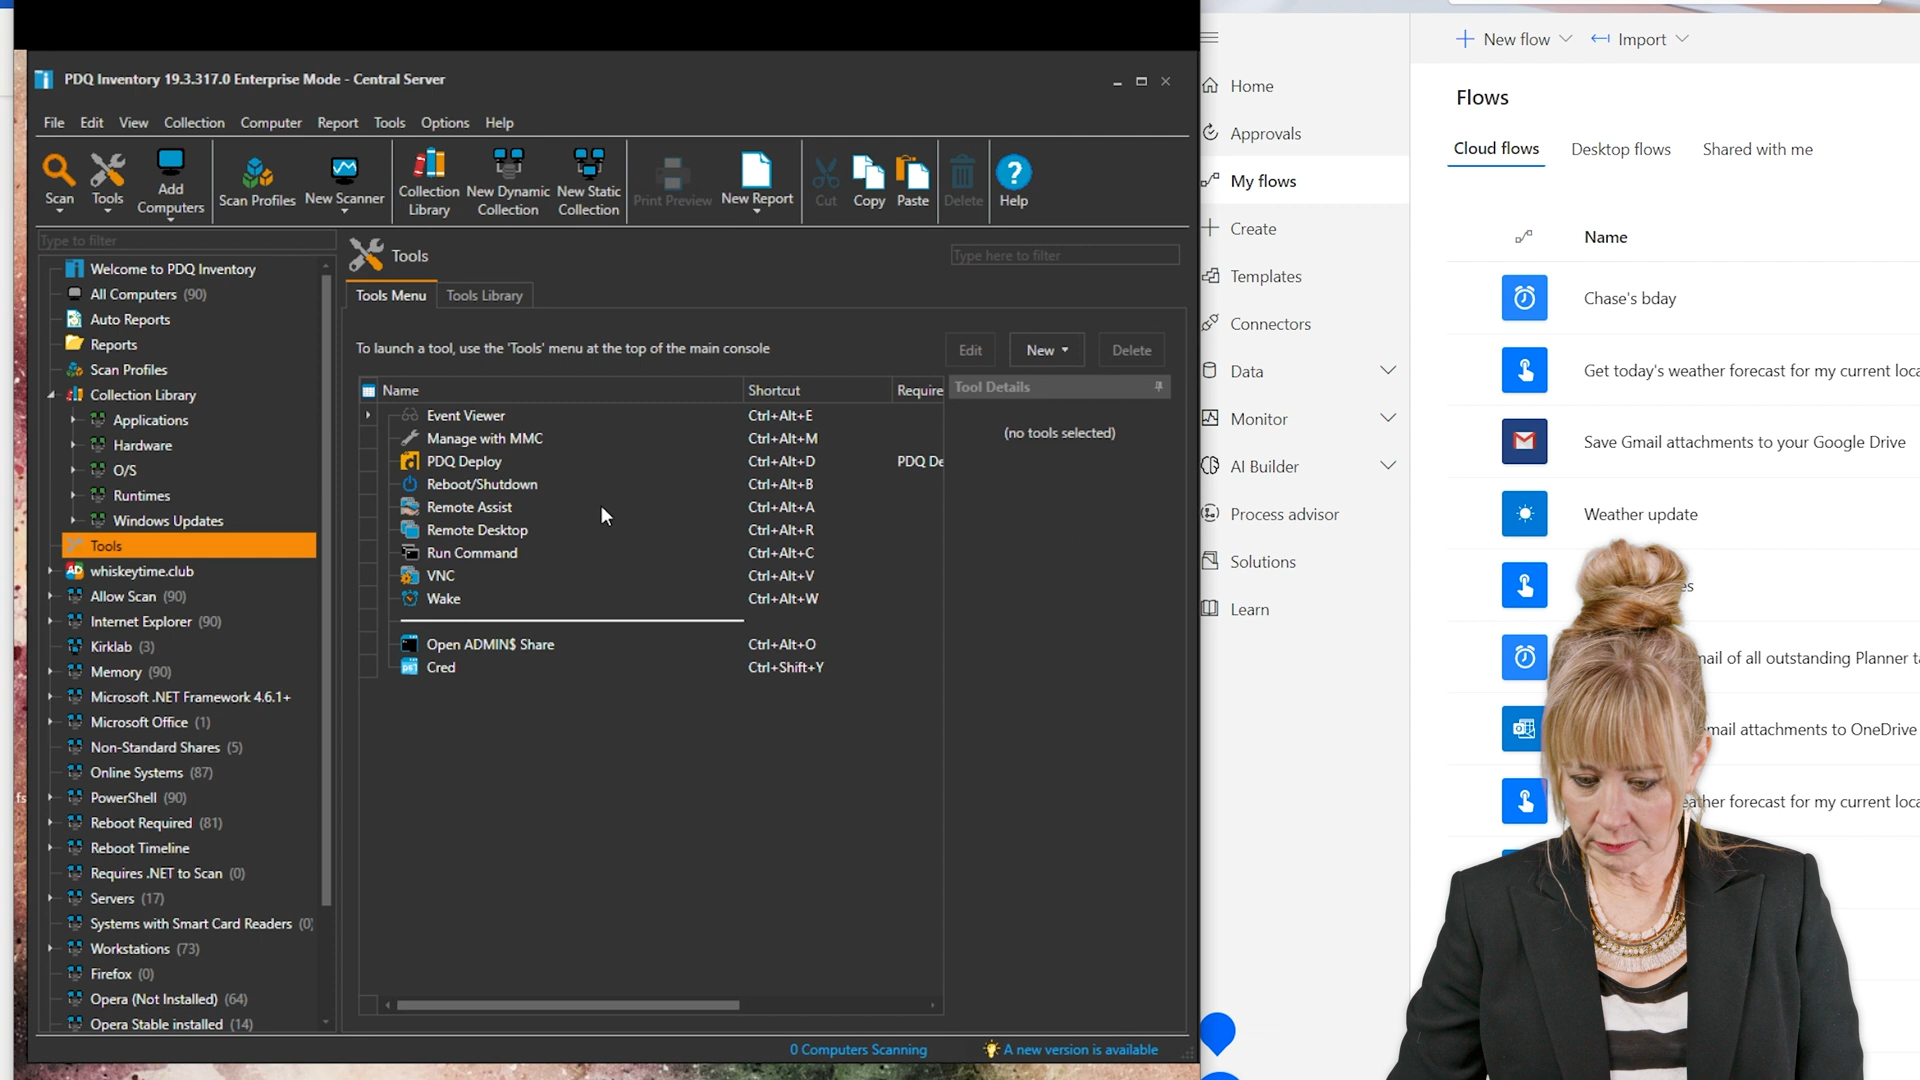 PDQ Inventory 19.3.317.0 Enterprise Mode - Central Server
File Edit View Collection Computer Report Tools Options Help
Scan
Tools
Add Computers
Scan Profiles
New Scanner
Collection Library
New Dynamic Collection
New Static Collection
Print Preview
New Report
Cut
Copy
Paste
Delete
Help
Type to filter
Welcome to PDQ Inventory
All Computers (90)
Auto Reports
Reports
Scan Profiles
Collection Library
Applications
Hardware
O/S
Runtimes
Windows Updates
Tools
whiskeytime.club
Allow Scan (90)
Internet Explorer (90)
Kirklab (3)
Memory (90)
Microsoft .NET Framework 4.6.1+
Microsoft Office (1)
Non-Standard Shares (5)
Online Systems (87)
PowerShell (90)
Reboot Required (81)
Reboot Timeline
Requires .NET to Scan (0)
Servers (17)
Systems with Smart Card Readers (0)
Workstations (73)
Firefox (0)
Opera (Not Installed) (64)
Opera Stable installed (14)
Tools
Type here to filter
Tools Menu Tools Library
To launch a tool, use the 'Tools' menu at the top of the main console
Edit New Delete
Name Shortcut Require
Event Viewer Ctrl+Alt+E
Manage with MMC Ctrl+Alt+M
PDQ Deploy Ctrl+Alt+D PDQ De
Reboot/Shutdown Ctrl+Alt+B
Remote Assist Ctrl+Alt+A
Remote Desktop Ctrl+Alt+R
Run Command Ctrl+Alt+C
VNC Ctrl+Alt+V
Wake Ctrl+Alt+W
Open ADMIN$ Share Ctrl+Alt+O
Cred Ctrl+Shift+Y
Tool Details
(no tools selected)
0 Computers Scanning
A new version is available
fs
Home
Approvals
My flows
Create
Templates
Connectors
Data
Monitor
AI Builder
Process advisor
Solutions
Learn
New flow Import
Flows
Cloud flows Desktop flows Shared with me
Name
Chase's bday
Get today's weather forecast for my current loca
Save Gmail attachments to your Google Drive
Weather update
es
mail of all outstanding Planner ta
mail attachments to OneDrive
ather forecast for my current loca